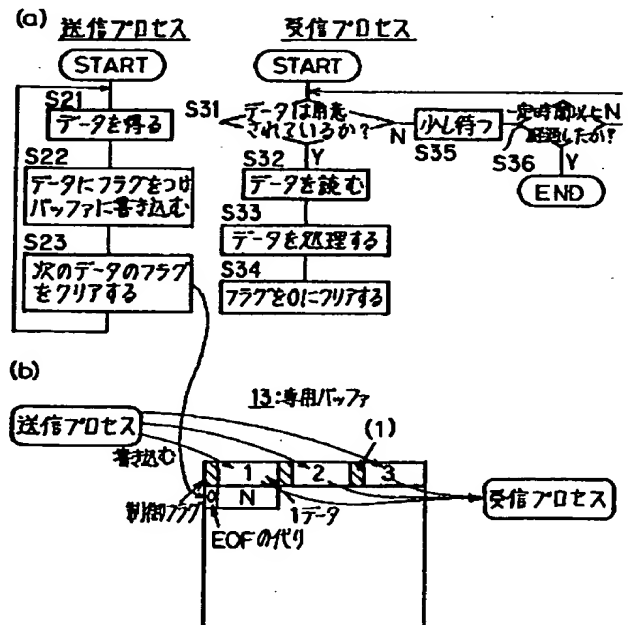 (a) 送信プロセス
受信プロセス
START
START
S21
データを得る
S22
データにフラグをつけ
バッファに書き込む
S23
次のデータのフラグ
をクリアする
S31
データは用意
されているか?
N
少し待つ
S35
一定時間以上
経過したか?
N
S36
Y
END
Y
S32
データを読む
S33
データを処理する
S34
フラグを0にクリアする
(b)
13:専用バッファ
送信プロセス
(1)
書き込む
1
2
3
制御フラグ
0
N
1データ
受信プロセス
EOFの代り